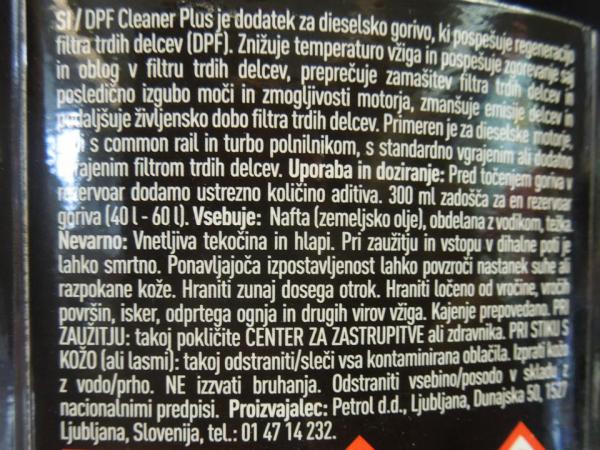 SI / DPF Cleaner Plus je dodatek za dieselsko gorivo, ki pospešuje regeneracijo
filtra trdih delcev (DPF). Znižuje temperaturo vžiga in pospešuje zgorevanje saj
in oblog v filtru trdih delcev, preprečuje zamašitev filtra trdih delcev in
posledično izgubo moči in zmogljivosti motorja, zmanšuje emisije delcev in
podaljšuje življensko dobo filtra trdih delcev. Primeren je za dieselske motorje,
s common rail in turbo polnilnikom, s standardno vgrajenim ali dodatno
vgrajenim filtrom trdih delcev. Uporaba in doziranje: Pred točenjem goriva v
rezervoar dodamo ustrezno količino aditiva. 300 ml zadošča za en rezervoar
goriva (40 l - 60 l). Vsebuje: Nafta (zemeljsko olje), obdelana z vodikom, težka.
Nevarno: Vnetljiva tekočina in hlapi. Pri zaužitju in vstopu v dihalne poti je
lahko smrtno. Ponavljajoča izpostavljenost lahko povzroči nastanek suhe ali
razpokane kože. Hraniti zunaj dosega otrok. Hraniti ločeno od vročine, vročih
površin, isker, odprtega ognja in drugih virov vžiga. Kajenje prepovedano. PRI
ZAUŽITJU: takoj pokličite CENTER ZA ZASTRUPITVE ali zdravnika. PRI STIKU S
KOŽO (ali lasmi): takoj odstraniti/sleči vsa kontaminirana oblačila. Izprati kožo
z vodo/prho. NE izzvati bruhanja. Odstraniti vsebino/posodo v skladu z
nacionalnimi predpisi. Proizvajalec: Petrol d.d., Ljubljana, Dunajska 50, 1527
Ljubljana, Slovenija, tel.: 01 47 14 232.